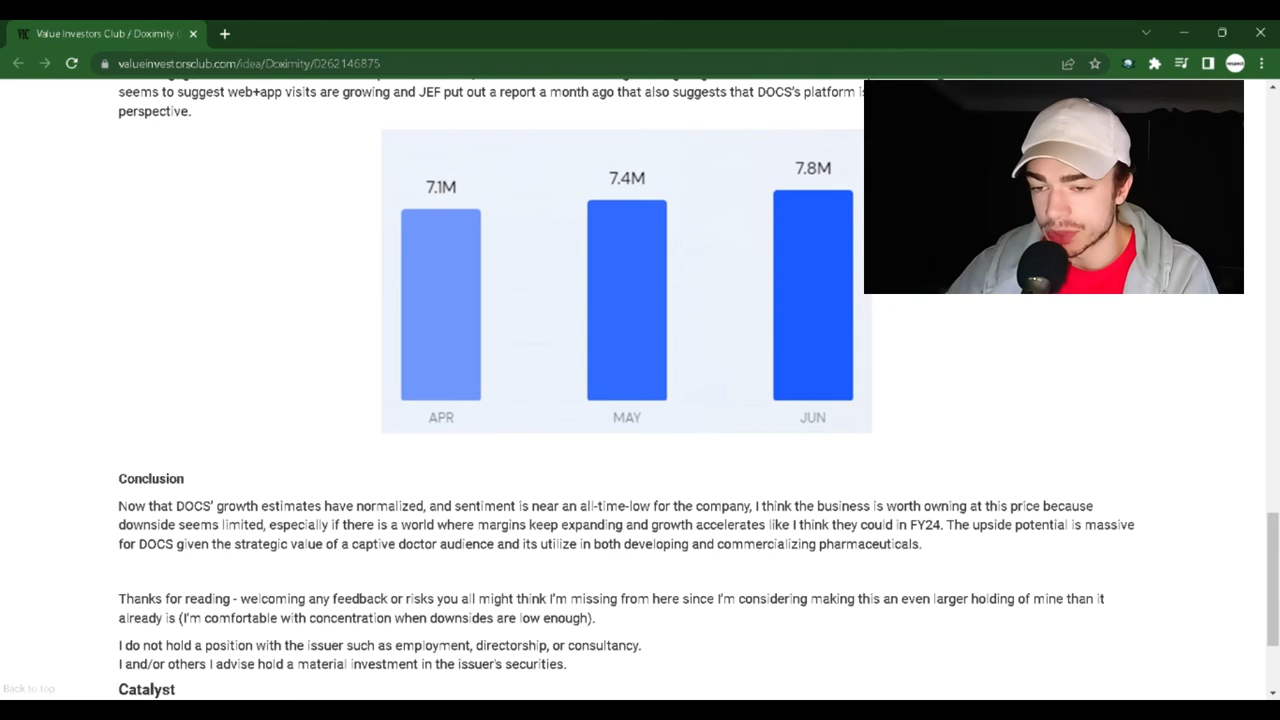 Value Investors Club / Doximity (
valueinvestorsclub.com/idea/Doximity/0262146875
seems to suggest web+app visits are growing and JEF put out a report a month ago that also suggests that DOCS's platform i
perspective.
7.1M
7.4M
7.8M
APR
MAY
JUN
Conclusion
Now that DOCS' growth estimates have normalized, and sentiment is near an all-time-low for the company, I think the business is worth owning at this price because
downside seems limited, especially if there is a world where margins keep expanding and growth accelerates like I think they could in FY24. The upside potential is massive
for DOCS given the strategic value of a captive doctor audience and its utilize in both developing and commercializing pharmaceuticals.
Thanks for reading - welcoming any feedback or risks you all might think I'm missing from here since I'm considering making this an even larger holding of mine than it
already is (I'm comfortable with concentration when downsides are low enough).
I do not hold a position with the issuer such as employment, directorship, or consultancy.
I and/or others I advise hold a material investment in the issuer's securities.
Back to top
Catalyst